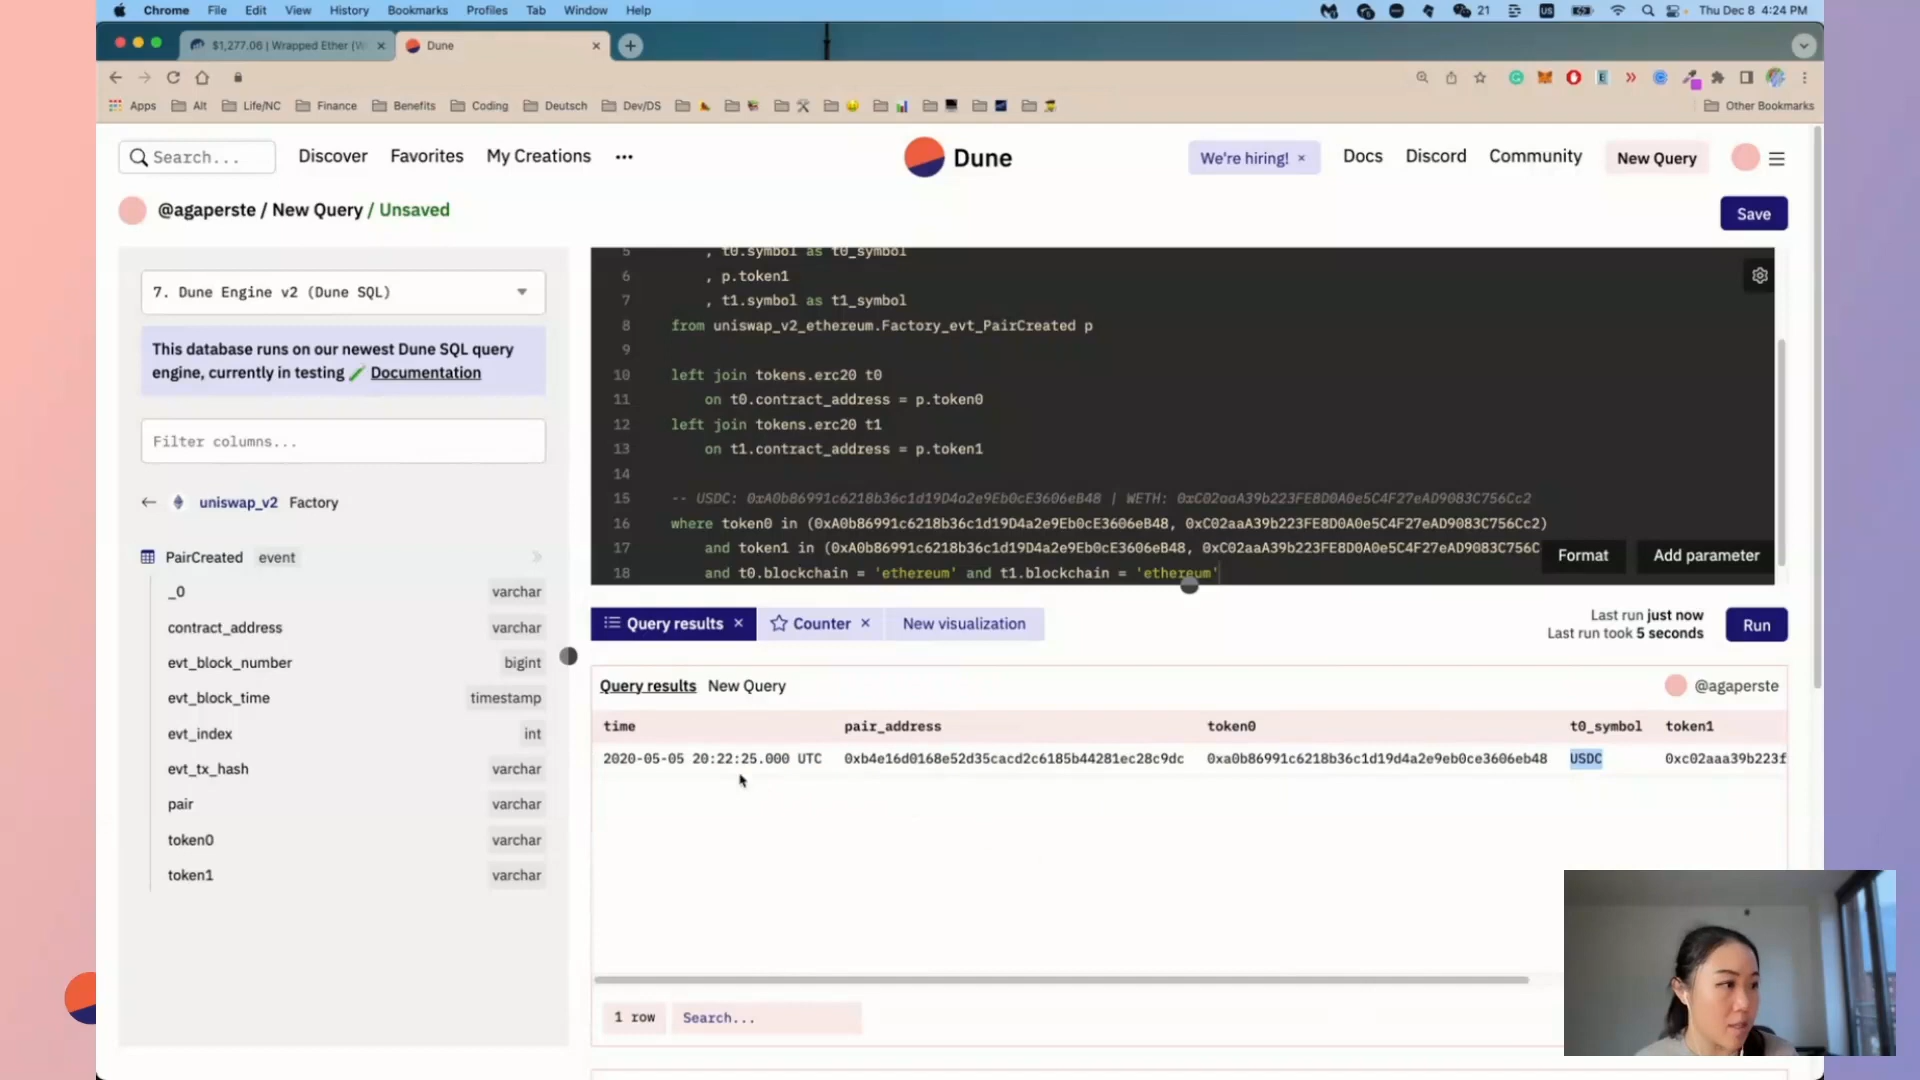 Chrome File Edit View History Bookmarks Profiles Tab Window Help 21 US Thu Dec 8 4:24 PM
$1,277.06 | Wrapped Ether (W Dune
Apps Alt Life/NC Finance Benefits Coding Deutsch Dev/DS Other Bookmarks
Search... Discover Favorites My Creations ••• Dune We're hiring! × Docs Discord Community New Query
@agaperste / New Query / Unsaved Save
7. Dune Engine v2 (Dune SQL)
This database runs on our newest Dune SQL query
engine, currently in testing Documentation
Filter columns...
uniswap_v2 Factory
PairCreated event
_0 varchar
contract_address varchar
evt_block_number bigint
evt_block_time timestamp
evt_index int
evt_tx_hash varchar
pair varchar
token0 varchar
token1 varchar
5 , t0.symbol as t0_symbol
6 , p.token1
7 , t1.symbol as t1_symbol
8 from uniswap_v2_ethereum.Factory_evt_PairCreated p
9
10 left join tokens.erc20 t0
11 on t0.contract_address = p.token0
12 left join tokens.erc20 t1
13 on t1.contract_address = p.token1
14
15 -- USDC: 0xA0b86991c6218b36c1d19D4a2e9Eb0cE3606eB48 | WETH: 0xC02aaA39b223FE8D0A0e5C4F27eAD9083C756Cc2
16 where token0 in (0xA0b86991c6218b36c1d19D4a2e9Eb0cE3606eB48, 0xC02aaA39b223FE8D0A0e5C4F27eAD9083C756Cc2)
17 and token1 in (0xA0b86991c6218b36c1d19D4a2e9Eb0cE3606eB48, 0xC02aaA39b223FE8D0A0e5C4F27eAD9083C756C
18 and t0.blockchain = 'ethereum' and t1.blockchain = 'ethereum'
Format Add parameter
Query results × Counter × New visualization
Last run just now
Last run took 5 seconds
Run
Query results New Query @agaperste
time pair_address token0 t0_symbol token1
2020-05-05 20:22:25.000 UTC 0xb4e16d0168e52d35cacd2c6185b44281ec28c9dc 0xa0b86991c6218b36c1d19d4a2e9eb0ce3606eb48 USDC 0xc02aaa39b223f
1 row Search...